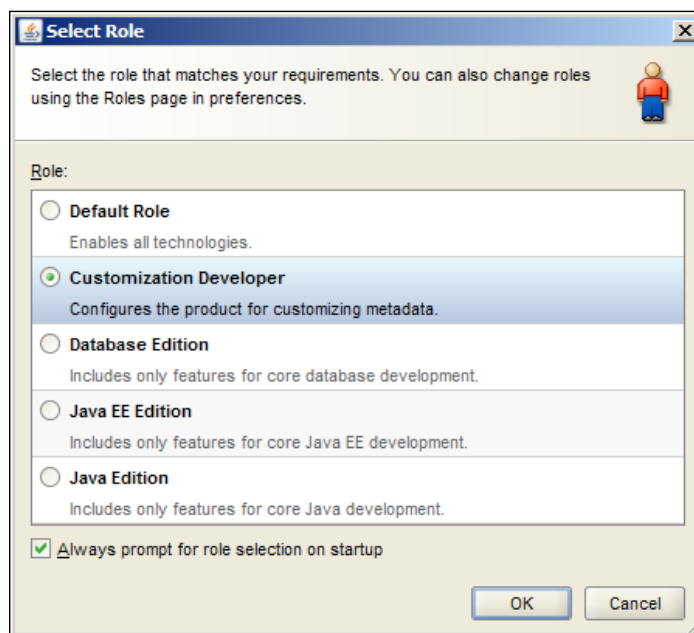 Select Role
Select the role that matches your requirements. You can also change roles
using the Roles page in preferences.
Role:
Default Role
Enables all technologies.
Customization Developer
Configures the product for customizing metadata.
Database Edition
Includes only features for core database development.
Java EE Edition
Includes only features for core Java EE development.
Java Edition
Includes only features for core Java development.
Always prompt for role selection on startup
OK
Cancel